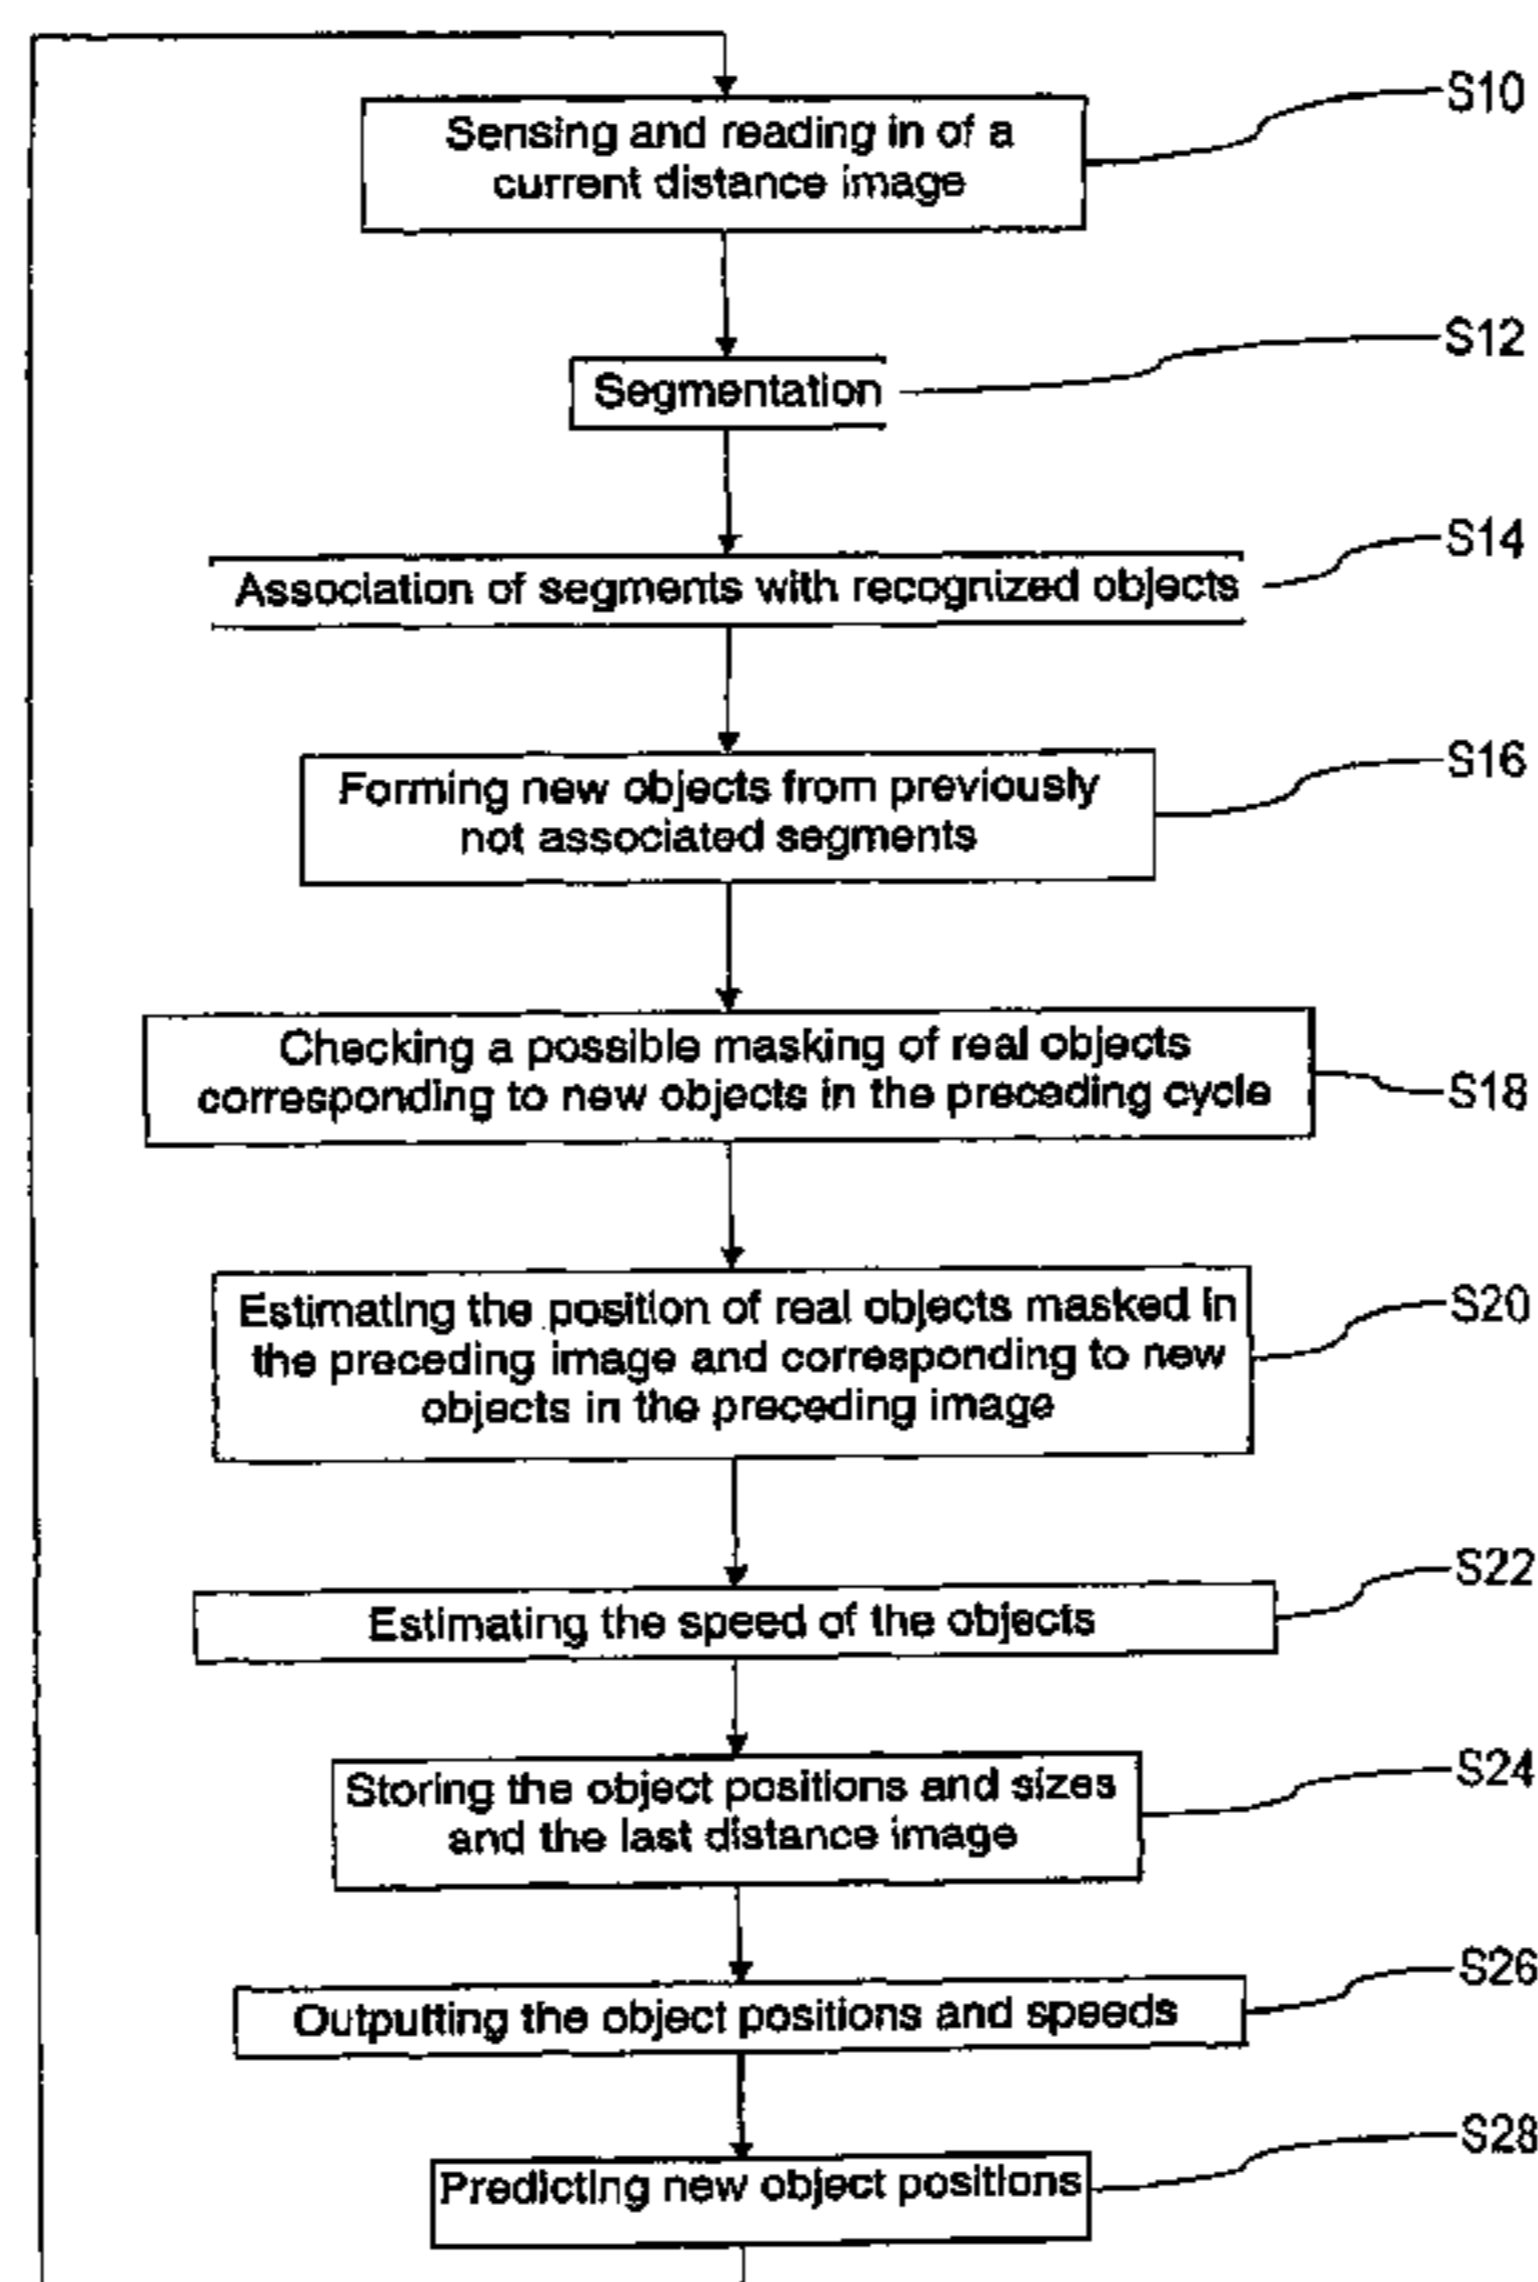 S10
Sensing and reading in of a
current distance image
S12
Segmentation
S14
Association of segments with recognized objects
S16
Forming new objects from previously
not associated segments
Checking a possible masking of real objects
corresponding to new objects in the preceding cycle
S18
S20
Estimating the position of real objects masked in
the preceding image and corresponding to new
objects in the preceding image
S22
Estimating the speed of the objects
S24
Storing the object positions and sizes
and the last distance image
S26
Outputting the object positions and speeds
S28
Predicting new object positions